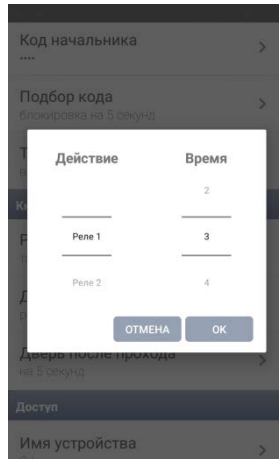 Код начальника
••••
Подбор кода
блокировка на 5 секунд
Действие
Время
2
Реле 1
3
Реле 2
4
ОТМЕНА
ОК
Дверь после прохода
на 5 секунд
Доступ
Имя устройства